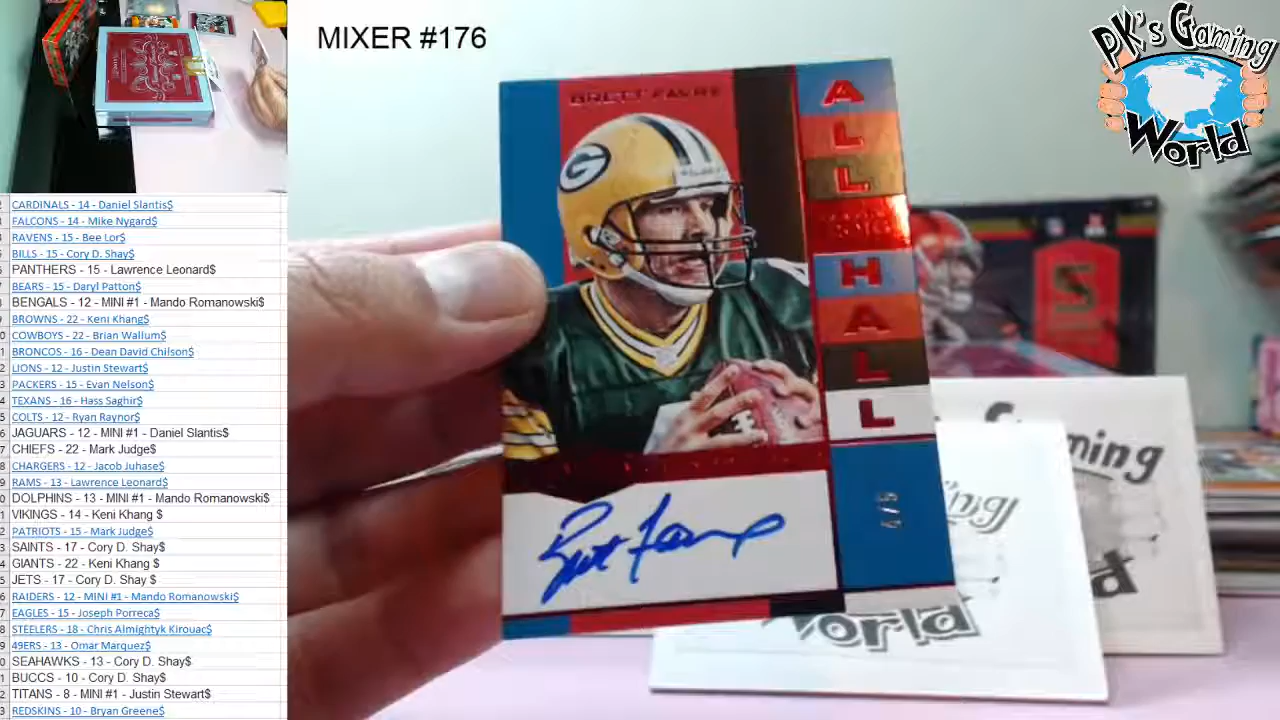 MIXER #176
PK's Gaming
World
CARDINALS - 14 - Daniel Slantis$
FALCONS - 14 - Mike Nygard$
RAVENS - 15 - Bee Lor$
BILLS - 15 - Cory D. Shay$
PANTHERS - 15 - Lawrence Leonard$
BEARS - 15 - Daryl Patton$
BENGALS - 12 - MINI #1 - Mando Romanowski$
BROWNS - 22 - Keni Khang$
COWBOYS - 22 - Brian Wallum$
BRONCOS - 16 - Dean David Chilson$
LIONS - 12 - Justin Stewart$
PACKERS - 15 - Evan Nelson$
TEXANS - 16 - Hass Saghir$
COLTS - 12 - Ryan Raynor$
JAGUARS - 12 - MINI #1 - Daniel Slantis$
CHIEFS - 22 - Mark Judge$
CHARGERS - 12 - Jacob Juhase$
RAMS - 13 - Lawrence Leonard$
DOLPHINS - 13 - MINI #1 - Mando Romanowski$
VIKINGS - 14 - Keni Khang $
PATRIOTS - 15 - Mark Judge$
SAINTS - 17 - Cory D. Shay$
GIANTS - 22 - Keni Khang $
JETS - 17 - Cory D. Shay $
RAIDERS - 12 - MINI #1 - Mando Romanowski$
EAGLES - 15 - Joseph Porreca$
STEELERS - 18 - Chris Almightyk Kirouac$
49ERS - 13 - Omar Marquez$
SEAHAWKS - 13 - Cory D. Shay$
BUCCS - 10 - Cory D. Shay$
TITANS - 8 - MINI #1 - Justin Stewart$
REDSKINS - 10 - Bryan Greene$
BRETT FAVRE
G
ALL
HALL
Brett Favre
5
Gaming
World